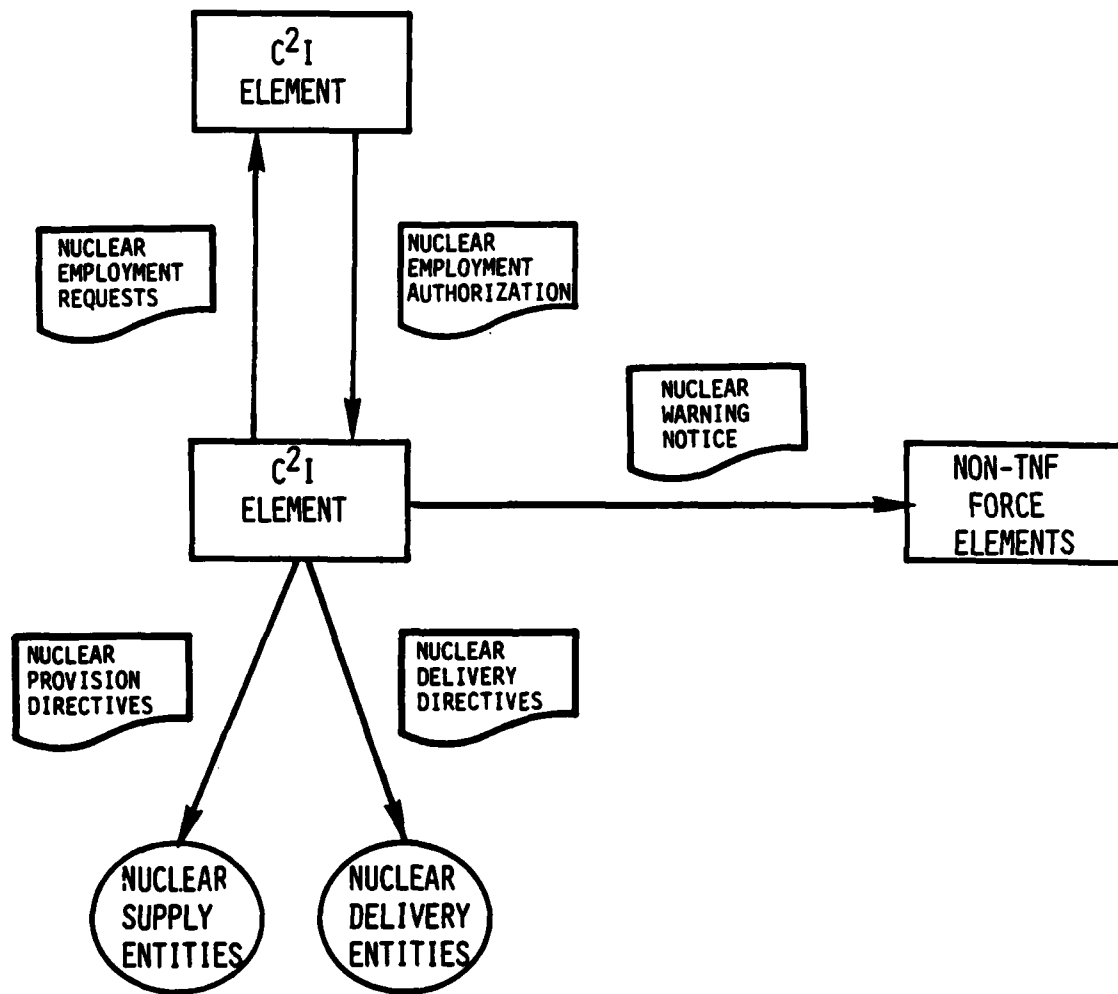 C²I
ELEMENT
NUCLEAR
EMPLOYMENT
REQUESTS
NUCLEAR
EMPLOYMENT
AUTHORIZATION
NUCLEAR
WARNING
NOTICE
C²I
ELEMENT
NON-TNF
FORCE
ELEMENTS
NUCLEAR
PROVISION
DIRECTIVES
NUCLEAR
DELIVERY
DIRECTIVES
NUCLEAR
SUPPLY
ENTITIES
NUCLEAR
DELIVERY
ENTITIES